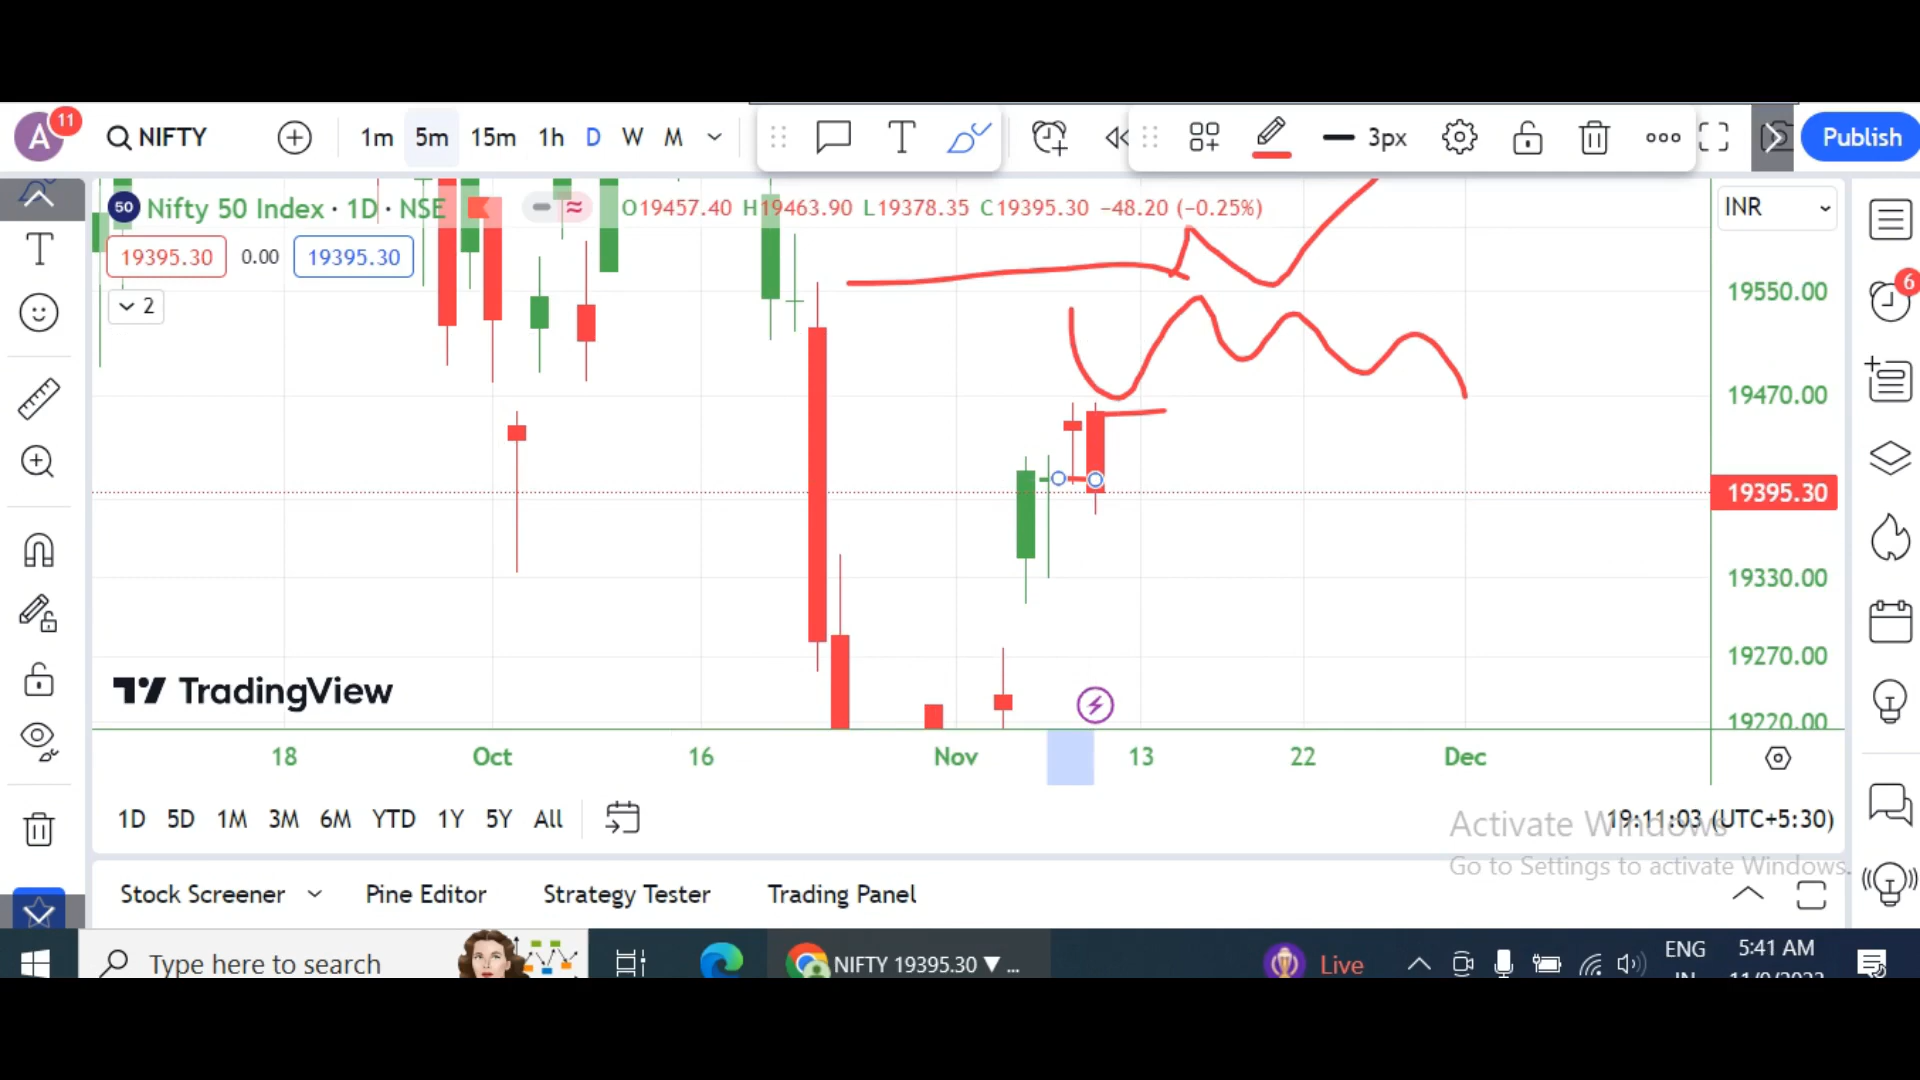 A
11
NIFTY
1m 5m 15m 1h D W M
T
3px
Publish
50 Nifty 50 Index · 1D · NSE
O19457.40 H19463.90 L19378.35 C19395.30 −48.20 (−0.25%)
INR
19395.30 0.00 19395.30
2
T
6
19550.00
19470.00
19395.30
19330.00
19270.00
19220.00
TradingView
18 Oct 16 Nov 13 22 Dec
1D 5D 1M 3M 6M YTD 1Y 5Y All
19:11:03 (UTC+5:30)
Activate Windows
Go to Settings to activate Windows.
Stock Screener Pine Editor Strategy Tester Trading Panel
Type here to search
NIFTY 19395.30 ▼ ...
Live
ENG
5:41 AM